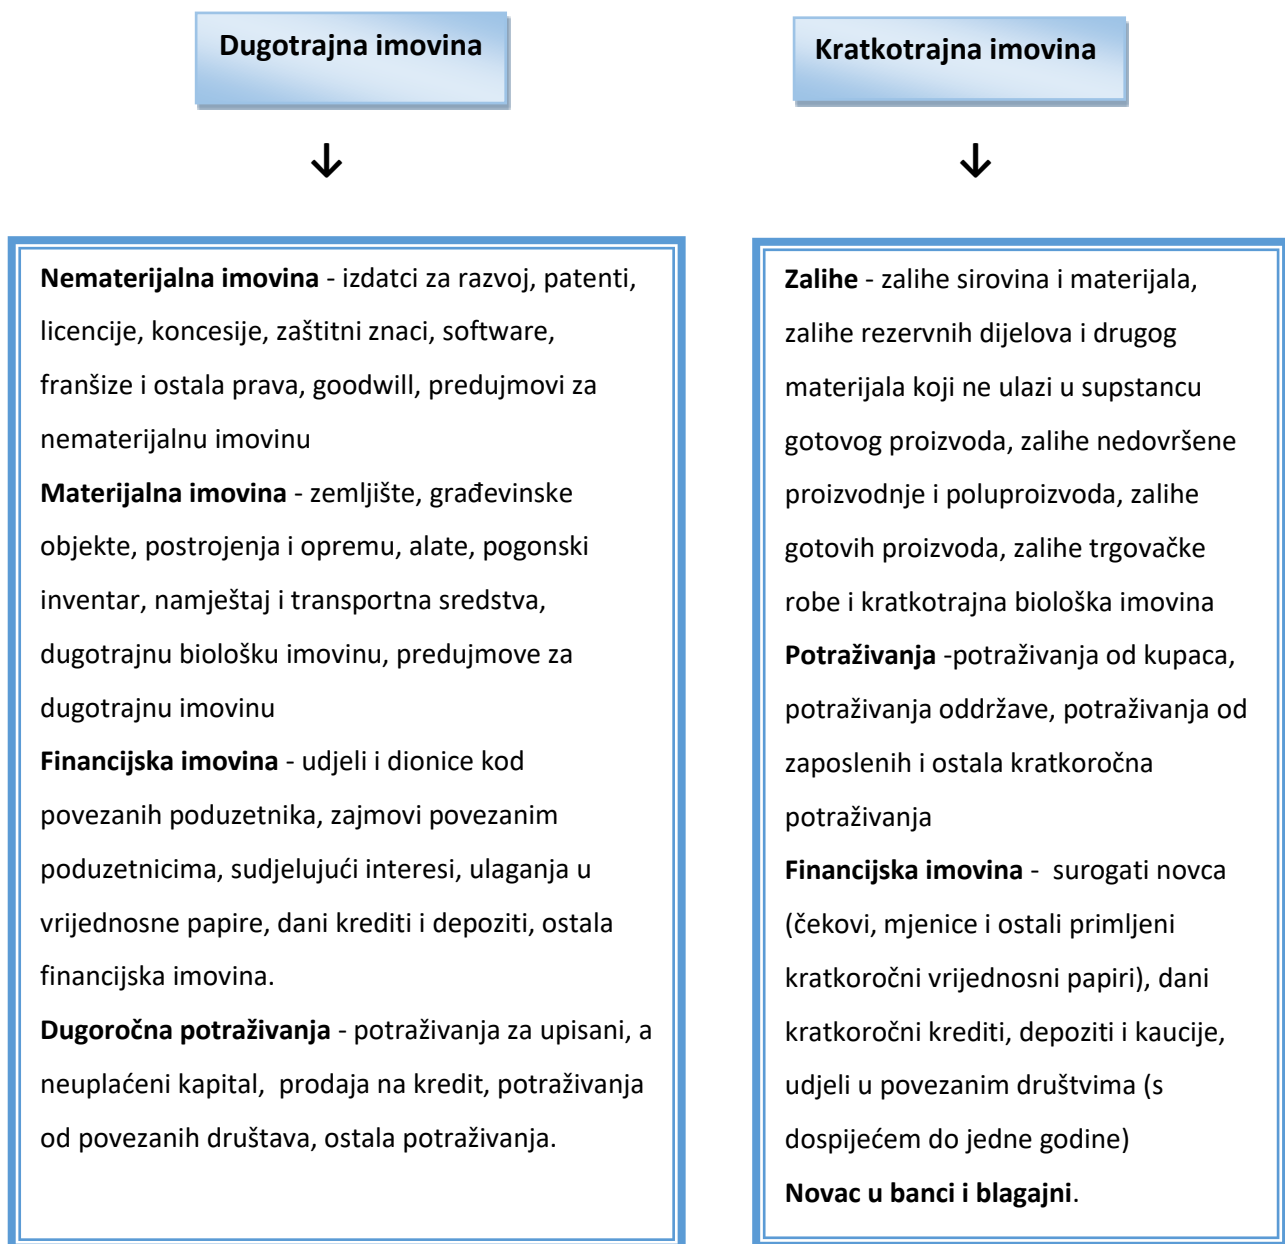 Dugotrajna imovina
Kratkotrajna imovina
Nematerijalna imovina - izdatci za razvoj, patenti,
licencije, koncesije, zaštitni znaci, software,
franšize i ostala prava, goodwill, predujmovi za
nematerijalnu imovinu
Materijalna imovina - zemljište, građevinske
objekte, postrojenja i opremu, alate, pogonski
inventar, namještaj i transportna sredstva,
dugotrajnu biološku imovinu, predujmove za
dugotrajnu imovinu
Financijska imovina - udjeli i dionice kod
povezanih poduzetnika, zajmovi povezanim
poduzetnicima, sudjelujući interesi, ulaganja u
vrijednosne papire, dani krediti i depoziti, ostala
financijska imovina.
Dugoročna potraživanja - potraživanja za upisani, a
neuplaćeni kapital,  prodaja na kredit, potraživanja
od povezanih društava, ostala potraživanja.
Zalihe - zalihe sirovina i materijala,
zalihe rezervnih dijelova i drugog
materijala koji ne ulazi u supstancu
gotovog proizvoda, zalihe nedovršene
proizvodnje i poluproizvoda, zalihe
gotovih proizvoda, zalihe trgovačke
robe i kratkotrajna biološka imovina
Potraživanja -potraživanja od kupaca,
potraživanja oddržave, potraživanja od
zaposlenih i ostala kratkoročna
potraživanja
Financijska imovina -  surogati novca
(čekovi, mjenice i ostali primljeni
kratkoročni vrijednosni papiri), dani
kratkoročni krediti, depoziti i kaucije,
udjeli u povezanim društvima (s
dospijećem do jedne godine)
Novac u banci i blagajni.